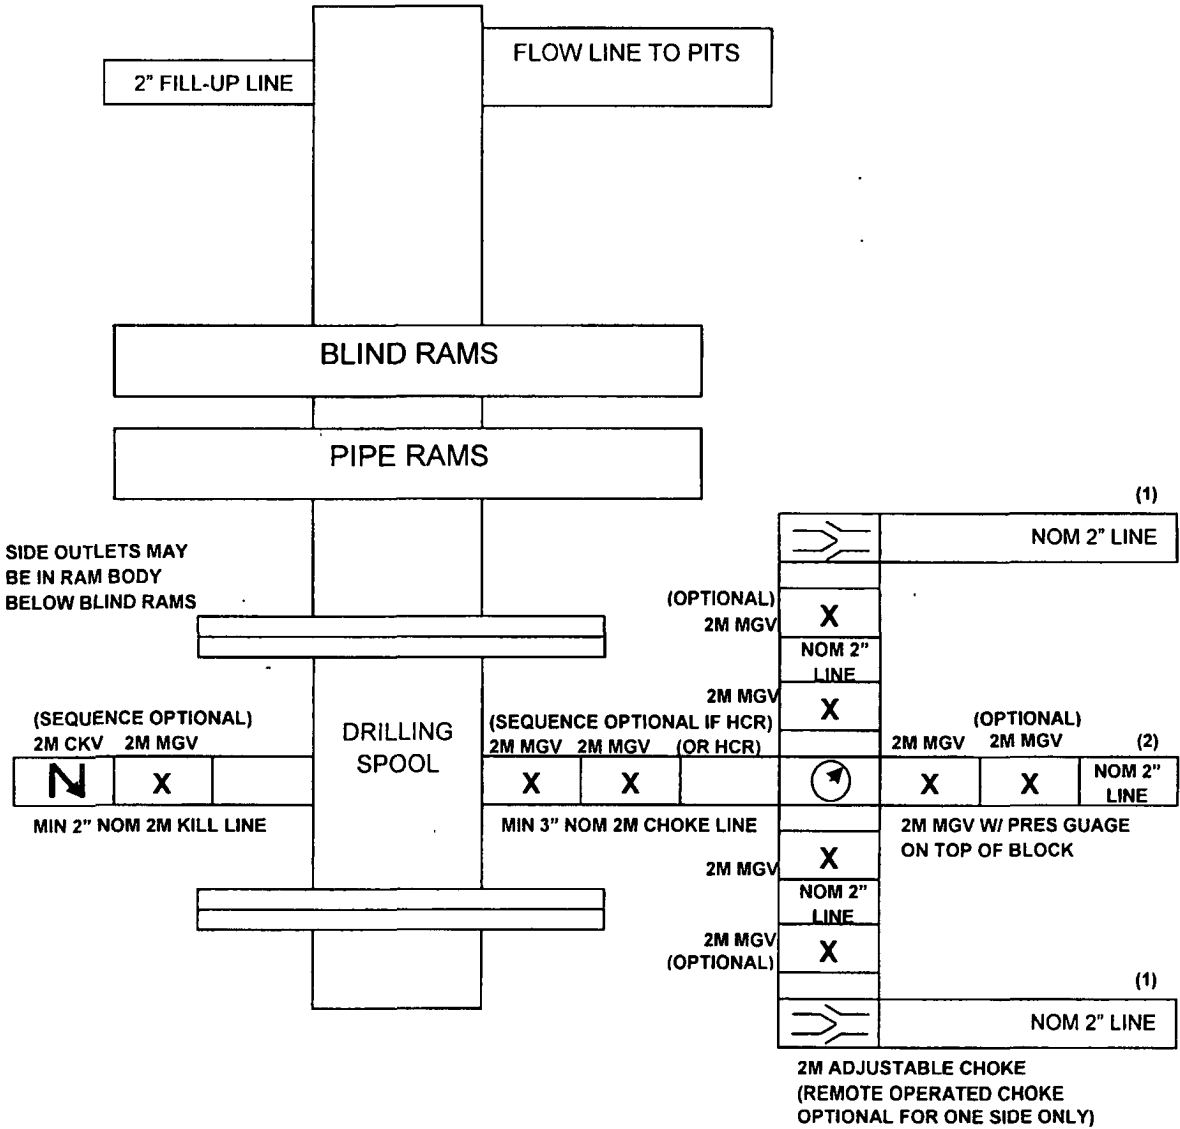 FLOW LINE TO PITS
2" FILL-UP LINE
BLIND RAMS
PIPE RAMS
(1)
NOM 2" LINE
SIDE OUTLETS MAY
BE IN RAM BODY
BELOW BLIND RAMS
(OPTIONAL)
2M MGV
X
NOM 2"
LINE
2M MGV
X
(SEQUENCE OPTIONAL)
2M CKV 2M MGV
X
MIN 2" NOM 2M KILL LINE
DRILLING
SPOOL
(SEQUENCE OPTIONAL IF HCR)
2M MGV 2M MGV (OR HCR)
X X
MIN 3" NOM 2M CHOKE LINE
(OPTIONAL)
2M MGV 2M MGV (2)
X X
NOM 2"
LINE
2M MGV W/ PRES GUAGE
ON TOP OF BLOCK
2M MGV
X
NOM 2"
LINE
2M MGV
(OPTIONAL)
X
(1)
NOM 2" LINE
2M ADJUSTABLE CHOKE
(REMOTE OPERATED CHOKE
OPTIONAL FOR ONE SIDE ONLY)